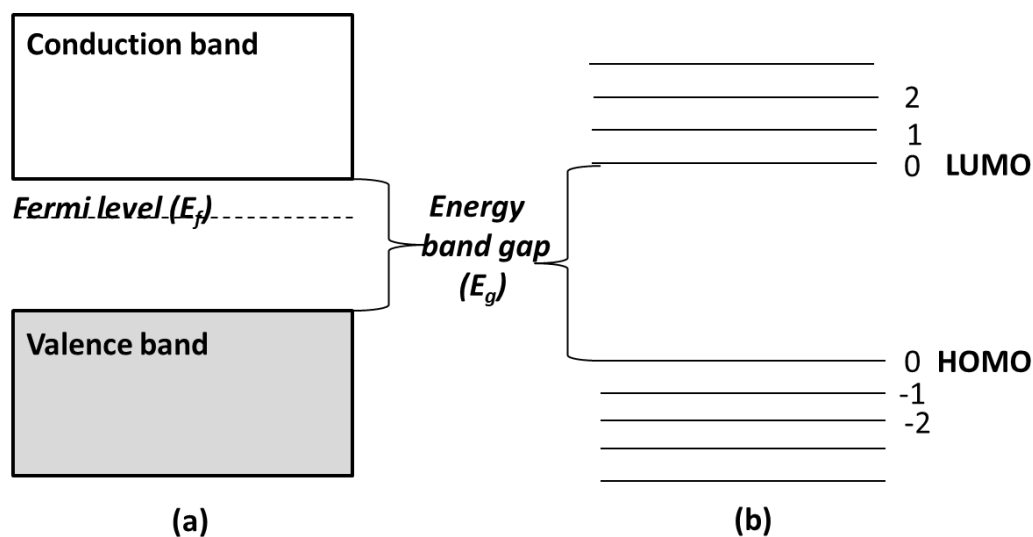 Conduction band
Fermi level (Ef)
Valence band
(a)
Energy
band gap
(Eg)
2
1
0 LUMO
0 HOMO
-1
-2
(b)